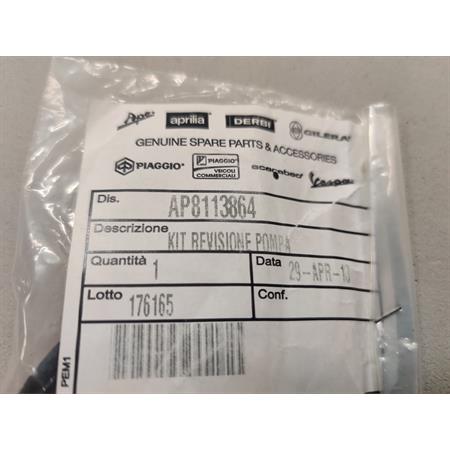 Ape aprilia DERBI GILERA
GENUINE SPARE PARTS & ACCESSORIES
PIAGGIO PIAGGIO VEICOLI COMMERCIALI scarabeo Vespa
Dis. AP8113864
Descrizione KIT REVISIONE POMPA
Quantità 1 Data 29-APR-10
Lotto 176165 Conf.
PEM1